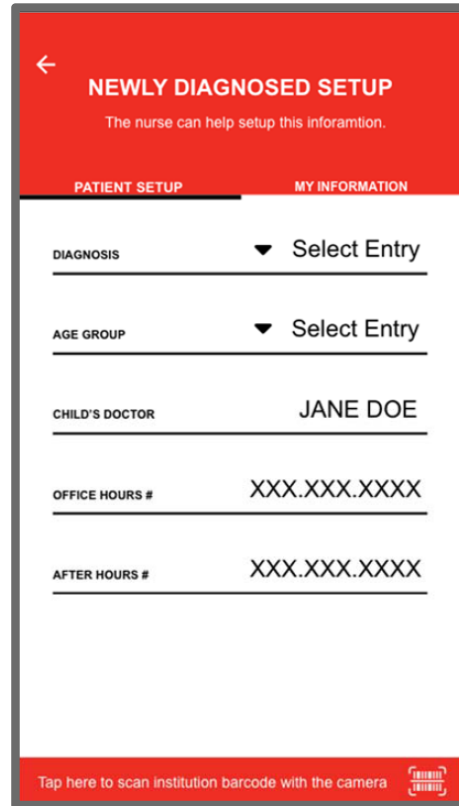 NEWLY DIAGNOSED SETUP
The nurse can help setup this inforamtion.
PATIENT SETUP MY INFORMATION
DIAGNOSIS Select Entry
AGE GROUP Select Entry
CHILD'S DOCTOR JANE DOE
OFFICE HOURS # XXX.XXX.XXXX
AFTER HOURS # XXX.XXX.XXXX
Tap here to scan institution barcode with the camera